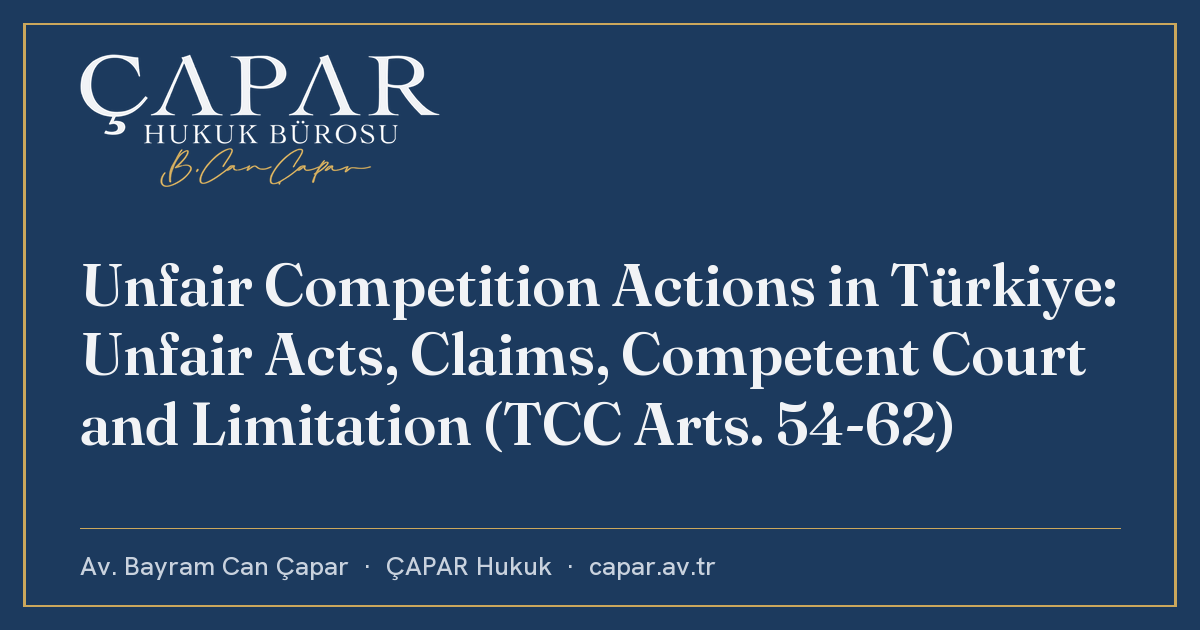 ÇAPAR
HUKUK BÜROSU
B. Can Çapar
Unfair Competition Actions in Türkiye:
Unfair Acts, Claims, Competent Court
and Limitation (TCC Arts. 54-62)
Av. Bayram Can Çapar · ÇAPAR Hukuk · capar.av.tr